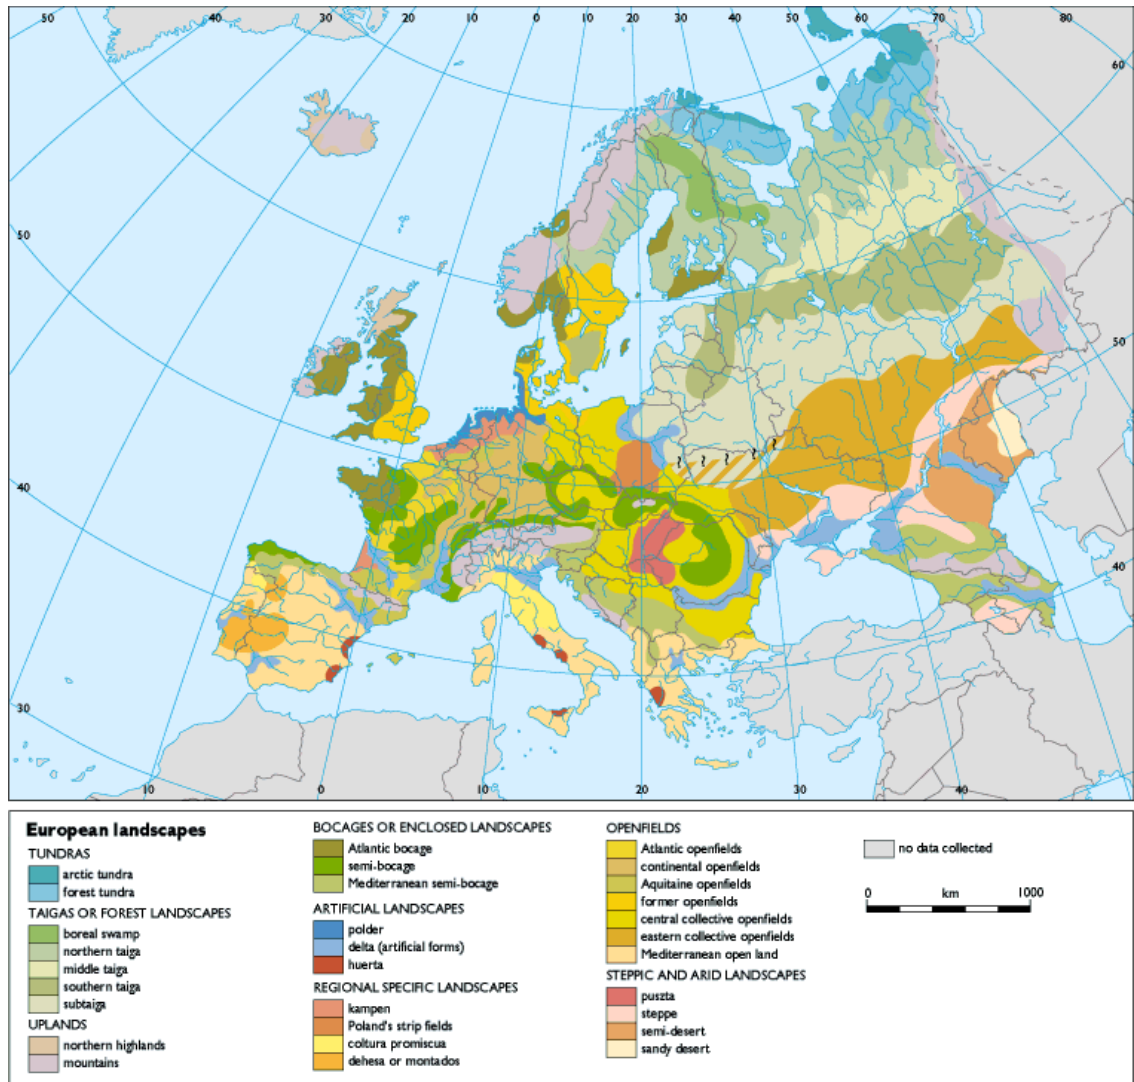 50 40 30 20 10 0 10 20 30 40 50 60 70 80
60
50
50
40
40
30
10 0 10 20 30 40
European landscapes
TUNDRAS
arctic tundra
forest tundra
TAIGAS OR FOREST LANDSCAPES
boreal swamp
northern taiga
middle taiga
southern taiga
subtaiga
UPLANDS
northern highlands
mountains
BOCAGES OR ENCLOSED LANDSCAPES
Atlantic bocage
semi-bocage
Mediterranean semi-bocage
ARTIFICIAL LANDSCAPES
polder
delta (artificial forms)
huerta
REGIONAL SPECIFIC LANDSCAPES
kampen
Poland's strip fields
coltura promiscua
dehesa or montados
OPENFIELDS
Atlantic openfields
continental openfields
Aquitaine openfields
former openfields
central collective openfields
eastern collective openfields
Mediterranean open land
STEPPIC AND ARID LANDSCAPES
puszta
steppe
semi-desert
sandy desert
no data collected
0 km 1000